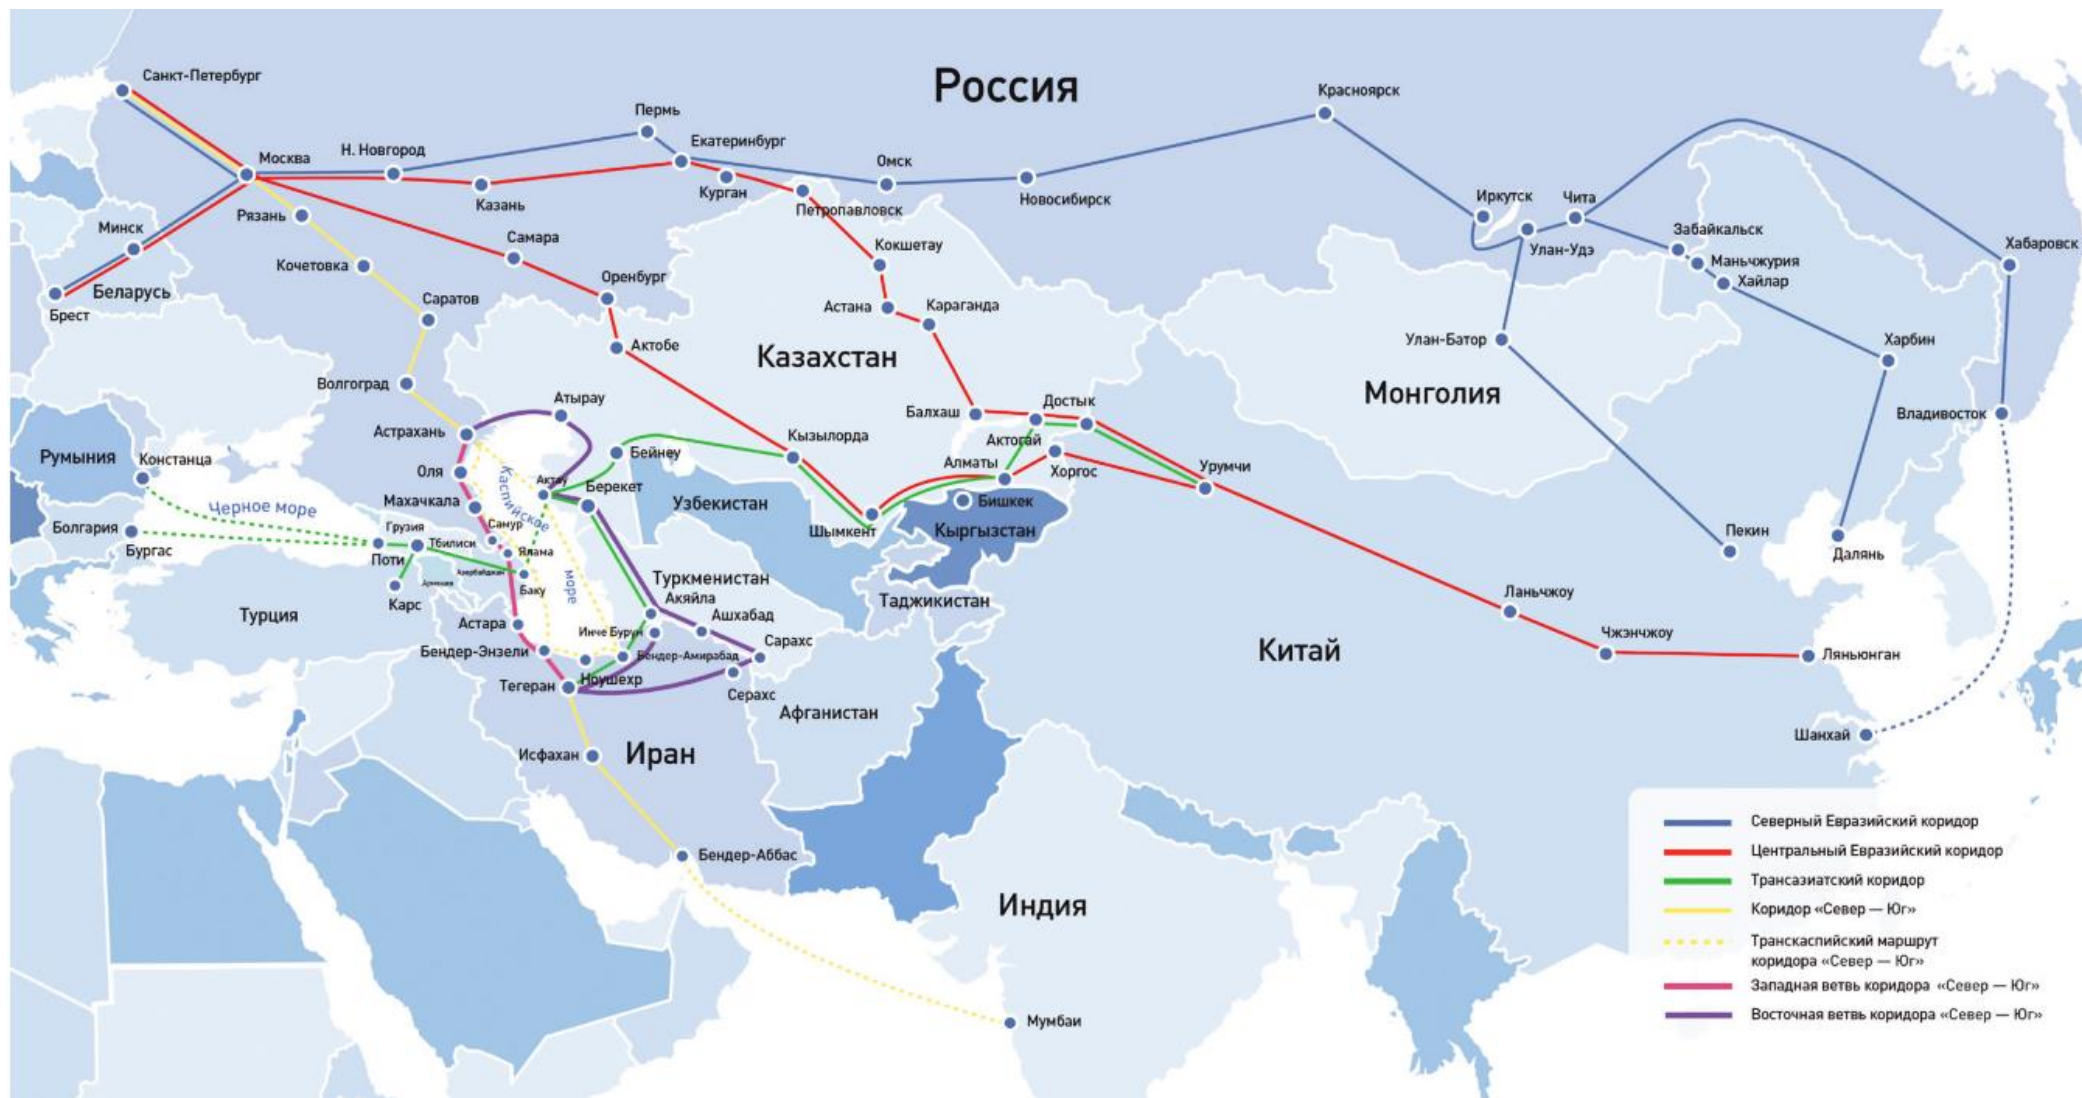 Россия
Санкт-Петербург
Красноярск
Пермь
Москва
Н. Новгород
Екатеринбург
Омск
Курган
Казань
Новосибирск
Иркутск
Чита
Рязань
Петропавловск
Минск
Самара
Кокшетау
Забайкальск
Хабаровск
Улан-Удэ
Маньчжурия
Кочетовка
Хайлар
Беларусь
Оренбург
Брест
Саратов
Астана
Караганда
Актобе
Казахстан
Улан-Батор
Харбин
Волгоград
Монголия
Атырау
Балхаш
Достык
Владивосток
Астрахань
Кызылорда
Актогай
Румыния
Констанца
Бейнеу
Алматы
Хоргос
Урумчи
Оля
Каспийское
море
Актау
Берекет
Махачкала
Узбекистан
Бишкек
Черное море
Болгария
Бургас
Грузия
Самур
Шымкент
Кыргызстан
Пекин
Тбилиси
Поти
Ялама
Далянь
Азербайджан
Армения
Баку
Туркменистан
Карс
Акяйла
Таджикистан
Ланьчжоу
Турция
Астара
Ашхабад
Инче Бурун
Сарахс
Китай
Чжэнчжоу
Бендер-Энзели
Бендер-Амирабад
Ляньюнган
Тегеран
Ноушехр
Серахс
Афганистан
Шанхай
Исфахан
Иран
Бендер-Аббас
Индия
Мумбаи
Северный Евразийский коридор
Центральный Евразийский коридор
Трансазиатский коридор
Коридор «Север — Юг»
Транскаспийский маршрут
коридора «Север — Юг»
Западная ветвь коридора «Север — Юг»
Восточная ветвь коридора «Север — Юг»